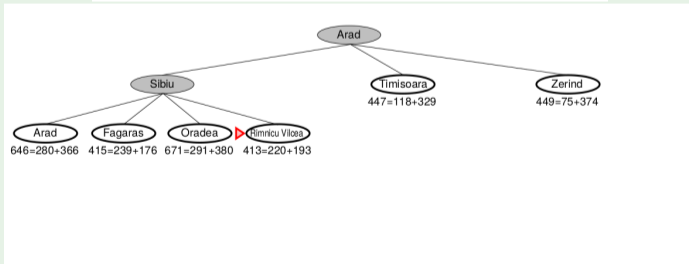 Arad
Sibiu
Timisoara
Zerind
447=118+329
449=75+374
Arad
Fagaras
Oradea
Rimnicu Vilcea
646=280+366
415=239+176
671=291+380
413=220+193